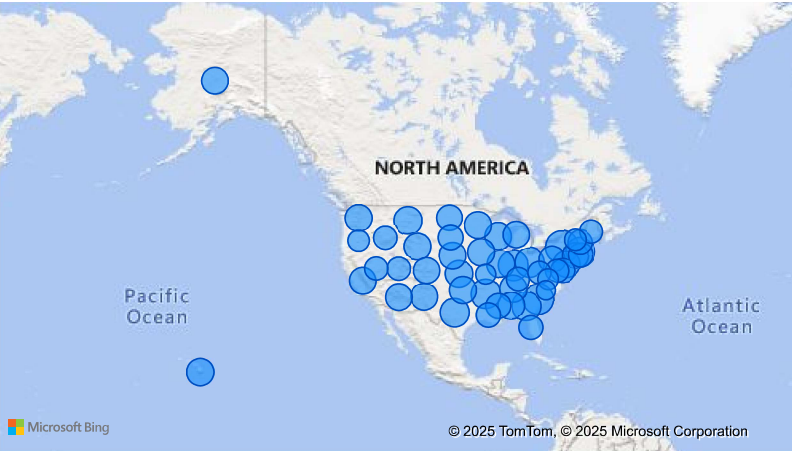 NORTH AMERICA
Pacific
Ocean
Atlantic
Ocean
Microsoft Bing
© 2025 TomTom, © 2025 Microsoft Corporation